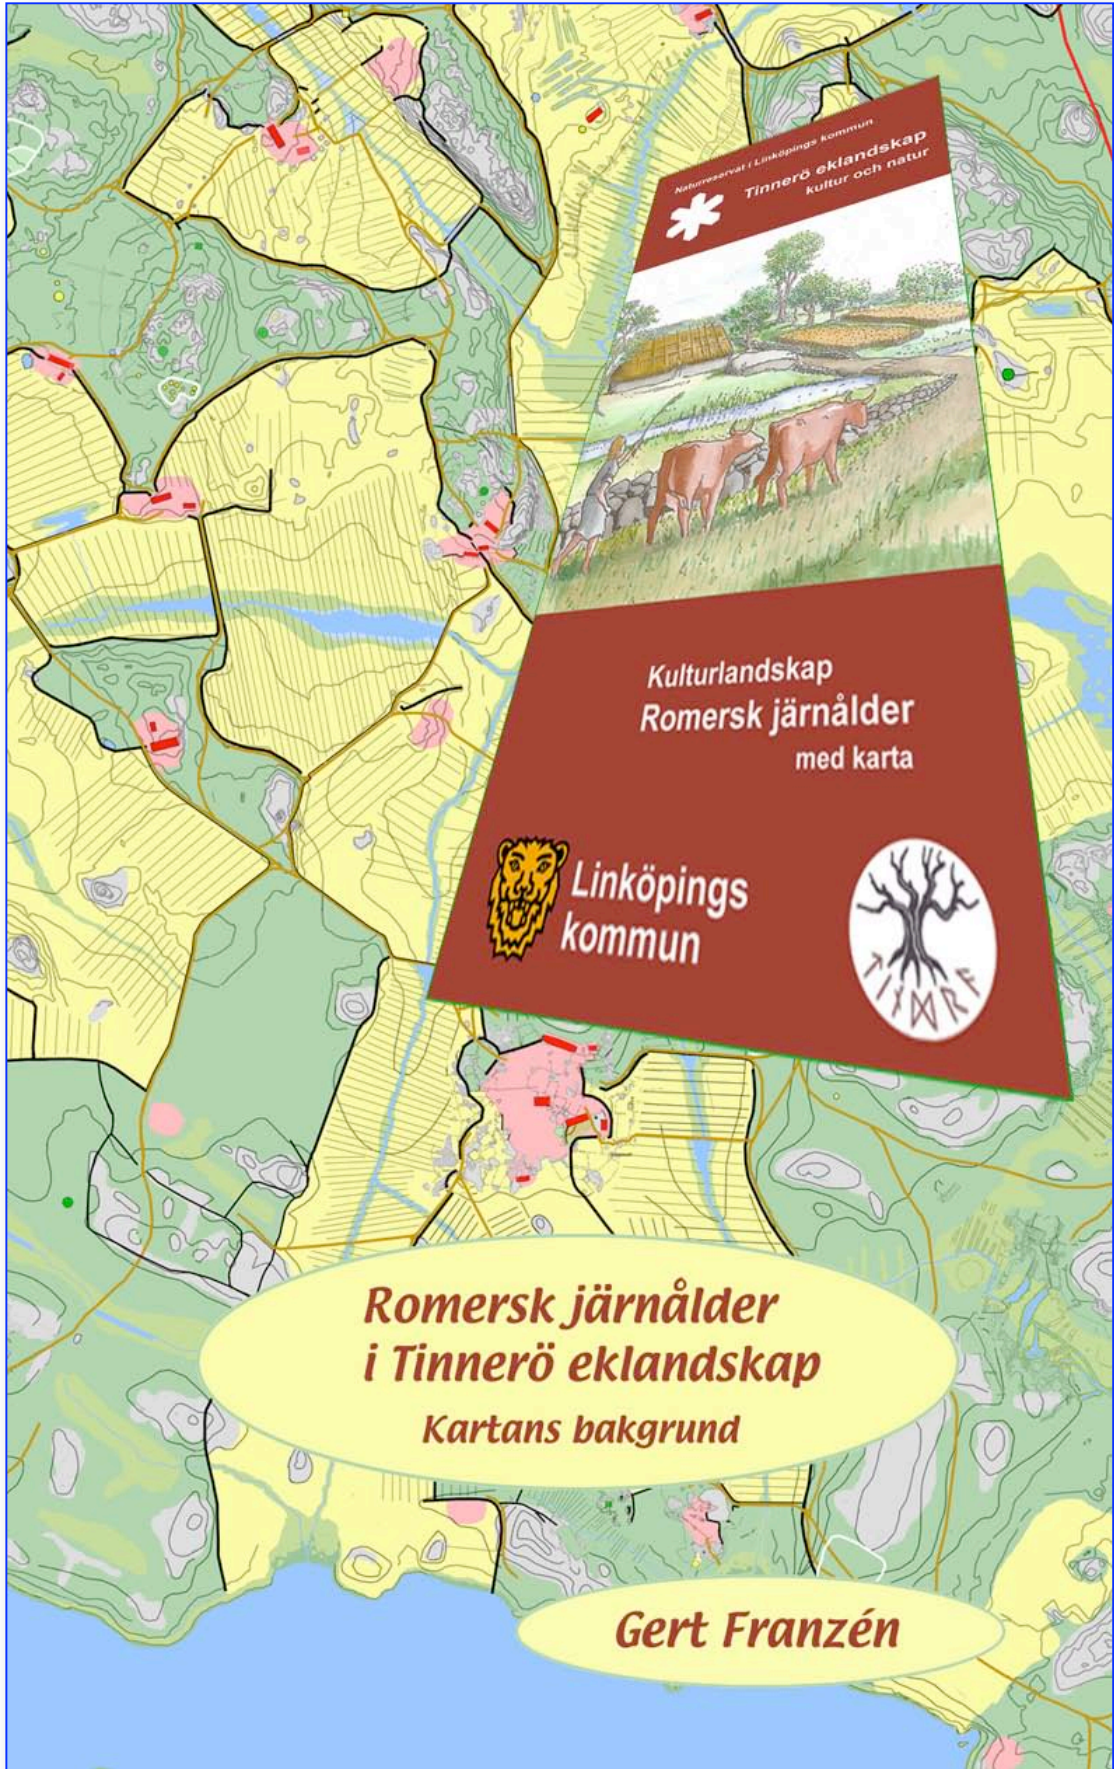 Naturreservat i Linköpings kommun
Tinnerö eklandskap
kultur och natur
Kulturlandskap
Romersk järnålder
med karta
Linköpings
kommun
ᛏᛁᚾᛞᚱᚨ
Romersk järnålder
i Tinnerö eklandskap
Kartans bakgrund
Gert Franzén